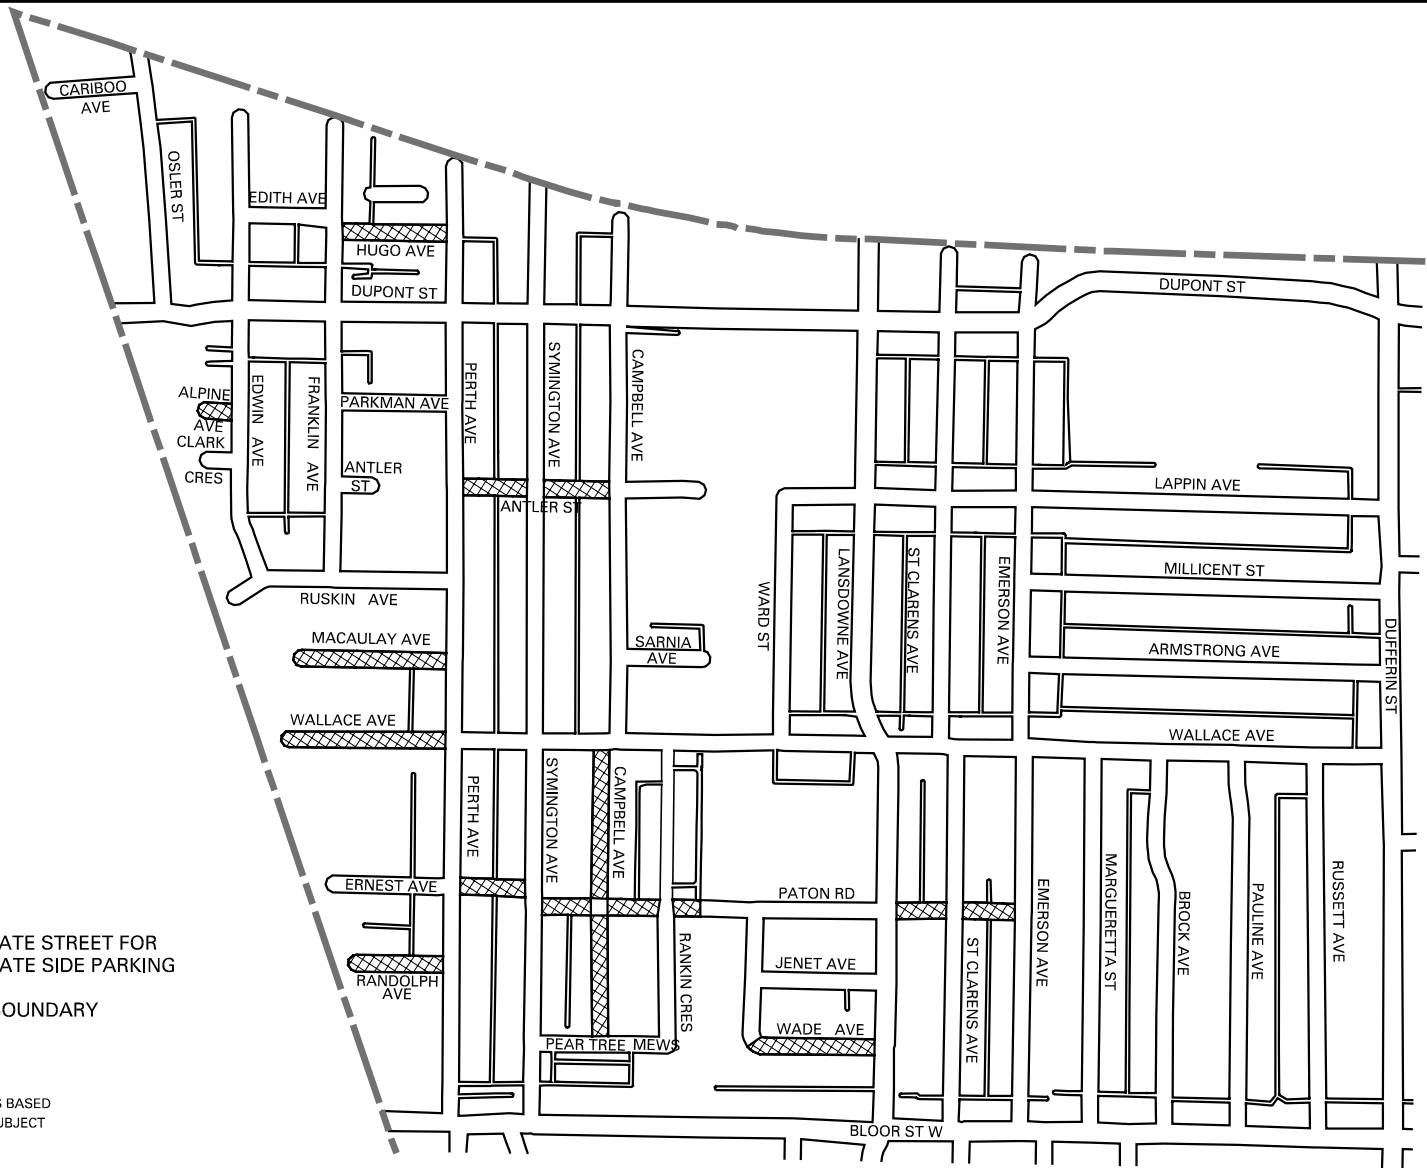 CARIBOO
AVE
OSLER ST
EDITH AVE
HUGO AVE
DUPONT ST
DUPONT ST
ALPINE
AVE
CLARK
CRES
EDWIN AVE
FRANKLIN AVE
PARKMAN AVE
PERTH AVE
SYMINGTON AVE
CAMPBELL AVE
ANTLER
ST
ANTLER ST
LAPPIN AVE
RUSKIN AVE
MACAULAY AVE
WALLACE AVE
SARNIA
AVE
WARD ST
LANSDOWNE AVE
ST CLARENS AVE
EMERSON AVE
MILLICENT ST
ARMSTRONG AVE
DUFFERIN ST
WALLACE AVE
PERTH AVE
SYMINGTON AVE
CAMPBELL AVE
ERNEST AVE
PATON RD
RANDOLPH
AVE
RANKIN CRES
JENET AVE
WADE AVE
PEAR TREE MEWS
ST CLARENS AVE
EMERSON AVE
MARGUERETTA ST
BROCK AVE
PAULINE AVE
RUSSETT AVE
BLOOR ST W
ATE STREET FOR
ATE SIDE PARKING
OUNDARY
S BASED
UBJECT